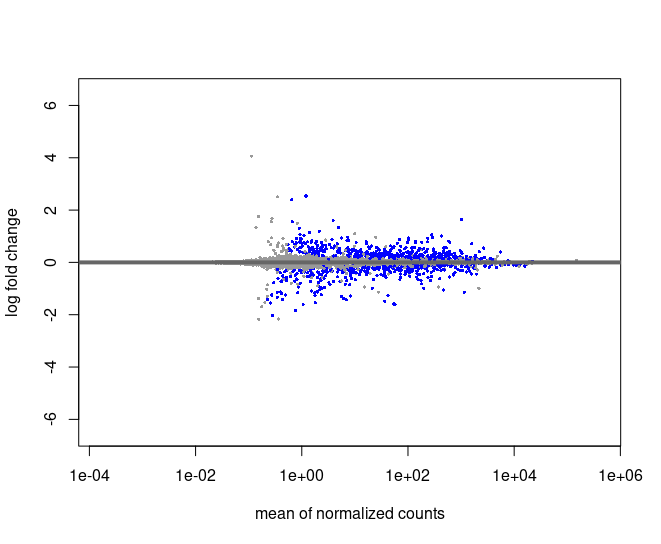 6
4
2
0
-2
-4
-6
log fold change
1e-04
1e-02
1e+00
1e+02
1e+04
1e+06
mean of normalized counts